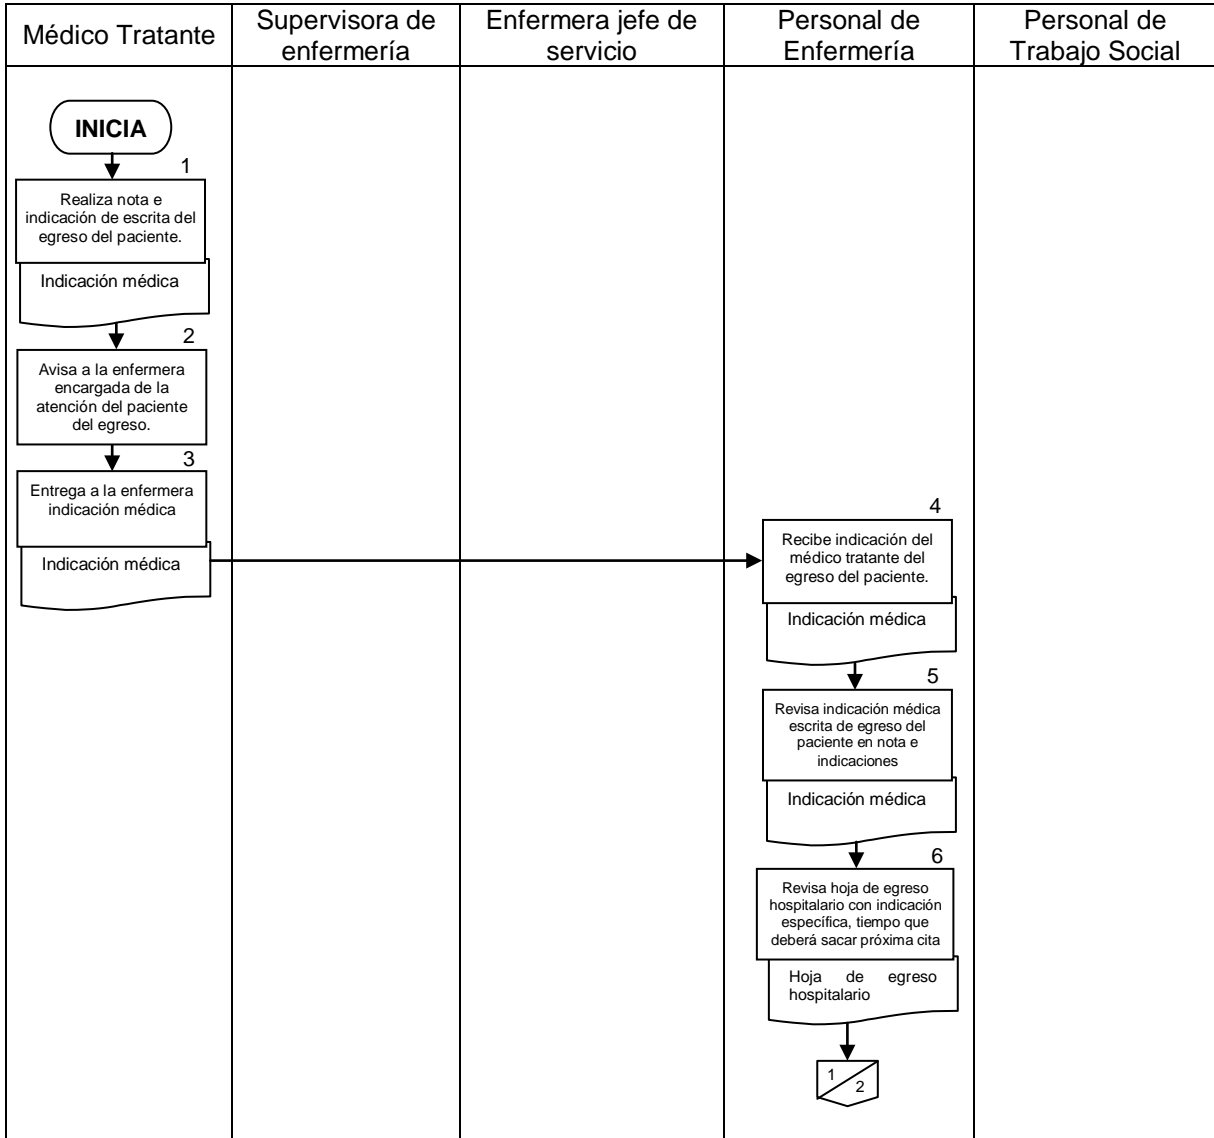 Médico Tratante
Supervisora de
enfermería
Enfermera jefe de
servicio
Personal de
Enfermería
Personal de
Trabajo Social
INICIA
1
Realiza nota e
indicación de escrita del
egreso del paciente.
Indicación médica
2
Avisa a la enfermera
encargada de la
atención del paciente
del egreso.
3
Entrega a la enfermera
indicación médica
Indicación médica
4
Recibe indicación del
médico tratante del
egreso del paciente.
Indicación médica
5
Revisa indicación médica
escrita de egreso del
paciente en nota e
indicaciones
Indicación médica
6
Revisa hoja de egreso
hospitalario con indicación
específica, tiempo que
deberá sacar próxima cita
Hoja de egreso
hospitalario
1
2